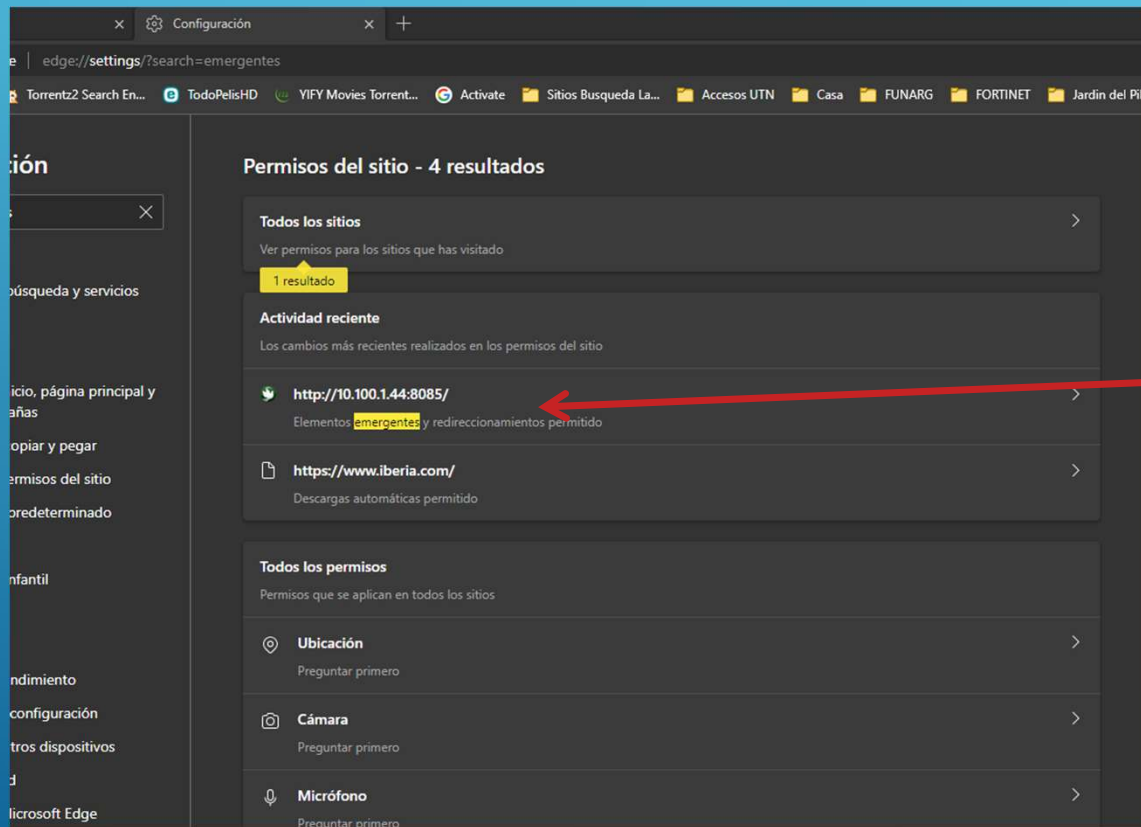 Configuración
edge://settings/?search=emergentes
Torrentz2 Search En... TodoPelisHD YIFY Movies Torrent... Activate Sitios Busqueda La... Accesos UTN Casa FUNARG FORTINET Jardin del Pi
ción
Permisos del sitio - 4 resultados
Todos los sitios
Ver permisos para los sitios que has visitado
1 resultado
búsqueda y servicios
Actividad reciente
Los cambios más recientes realizados en los permisos del sitio
icio, página principal y
añas
http://10.100.1.44:8085/
Elementos emergentes y redireccionamientos permitido
opiar y pegar
ermisos del sitio
https://www.iberia.com/
Descargas automáticas permitido
predeterminado
nfantil
Todos los permisos
Permisos que se aplican en todos los sitios
Ubicación
Preguntar primero
ndimiento
configuración
Cámara
Preguntar primero
tros dispositivos
d
Micrófono
Preguntar primero
icrosoft Edge